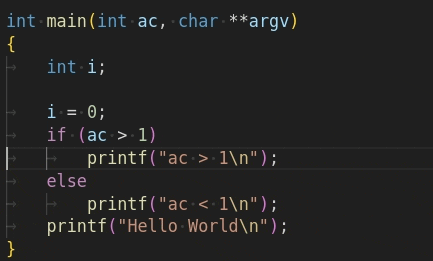 int main(int ac, char **argv)
{
    int i;

    i = 0;
    if (ac > 1)
        printf("ac > 1\n");
    else
        printf("ac < 1\n");
    printf("Hello World\n");
}